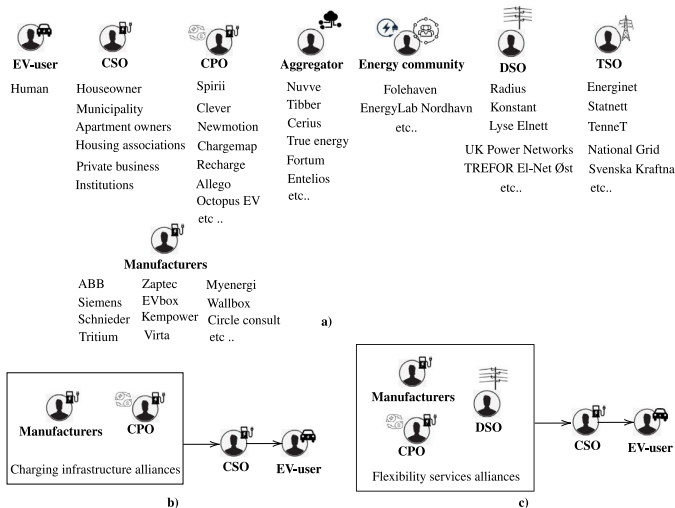 EV-user
CSO
CPO
Aggregator
Energy community
DSO
TSO
Human
Houseowner
Municipality
Apartment owners
Housing associations
Private business
Institutions
Spirii
Clever
Newmotion
Chargemap
Recharge
Allego
Octopus EV
etc ..
Nuvve
Tibber
Cerius
True energy
Fortum
Entelios
etc..
Folehaven
EnergyLab Nordhavn
etc..
Radius
Konstant
Lyse Elnett
UK Power Networks
TREFOR El-Net Øst
etc..
Energinet
Statnett
TenneT
National Grid
Svenska Kraftna
etc..
Manufacturers
ABB
Siemens
Schnieder
Tritium
Zaptec
EVbox
Kempower
Virta
Myenergi
Wallbox
Circle consult
etc ..
a)
Manufacturers
CPO
Charging infrastructure alliances
CSO
EV-user
b)
Manufacturers
CPO
DSO
Flexibility services alliances
CSO
EV-user
c)